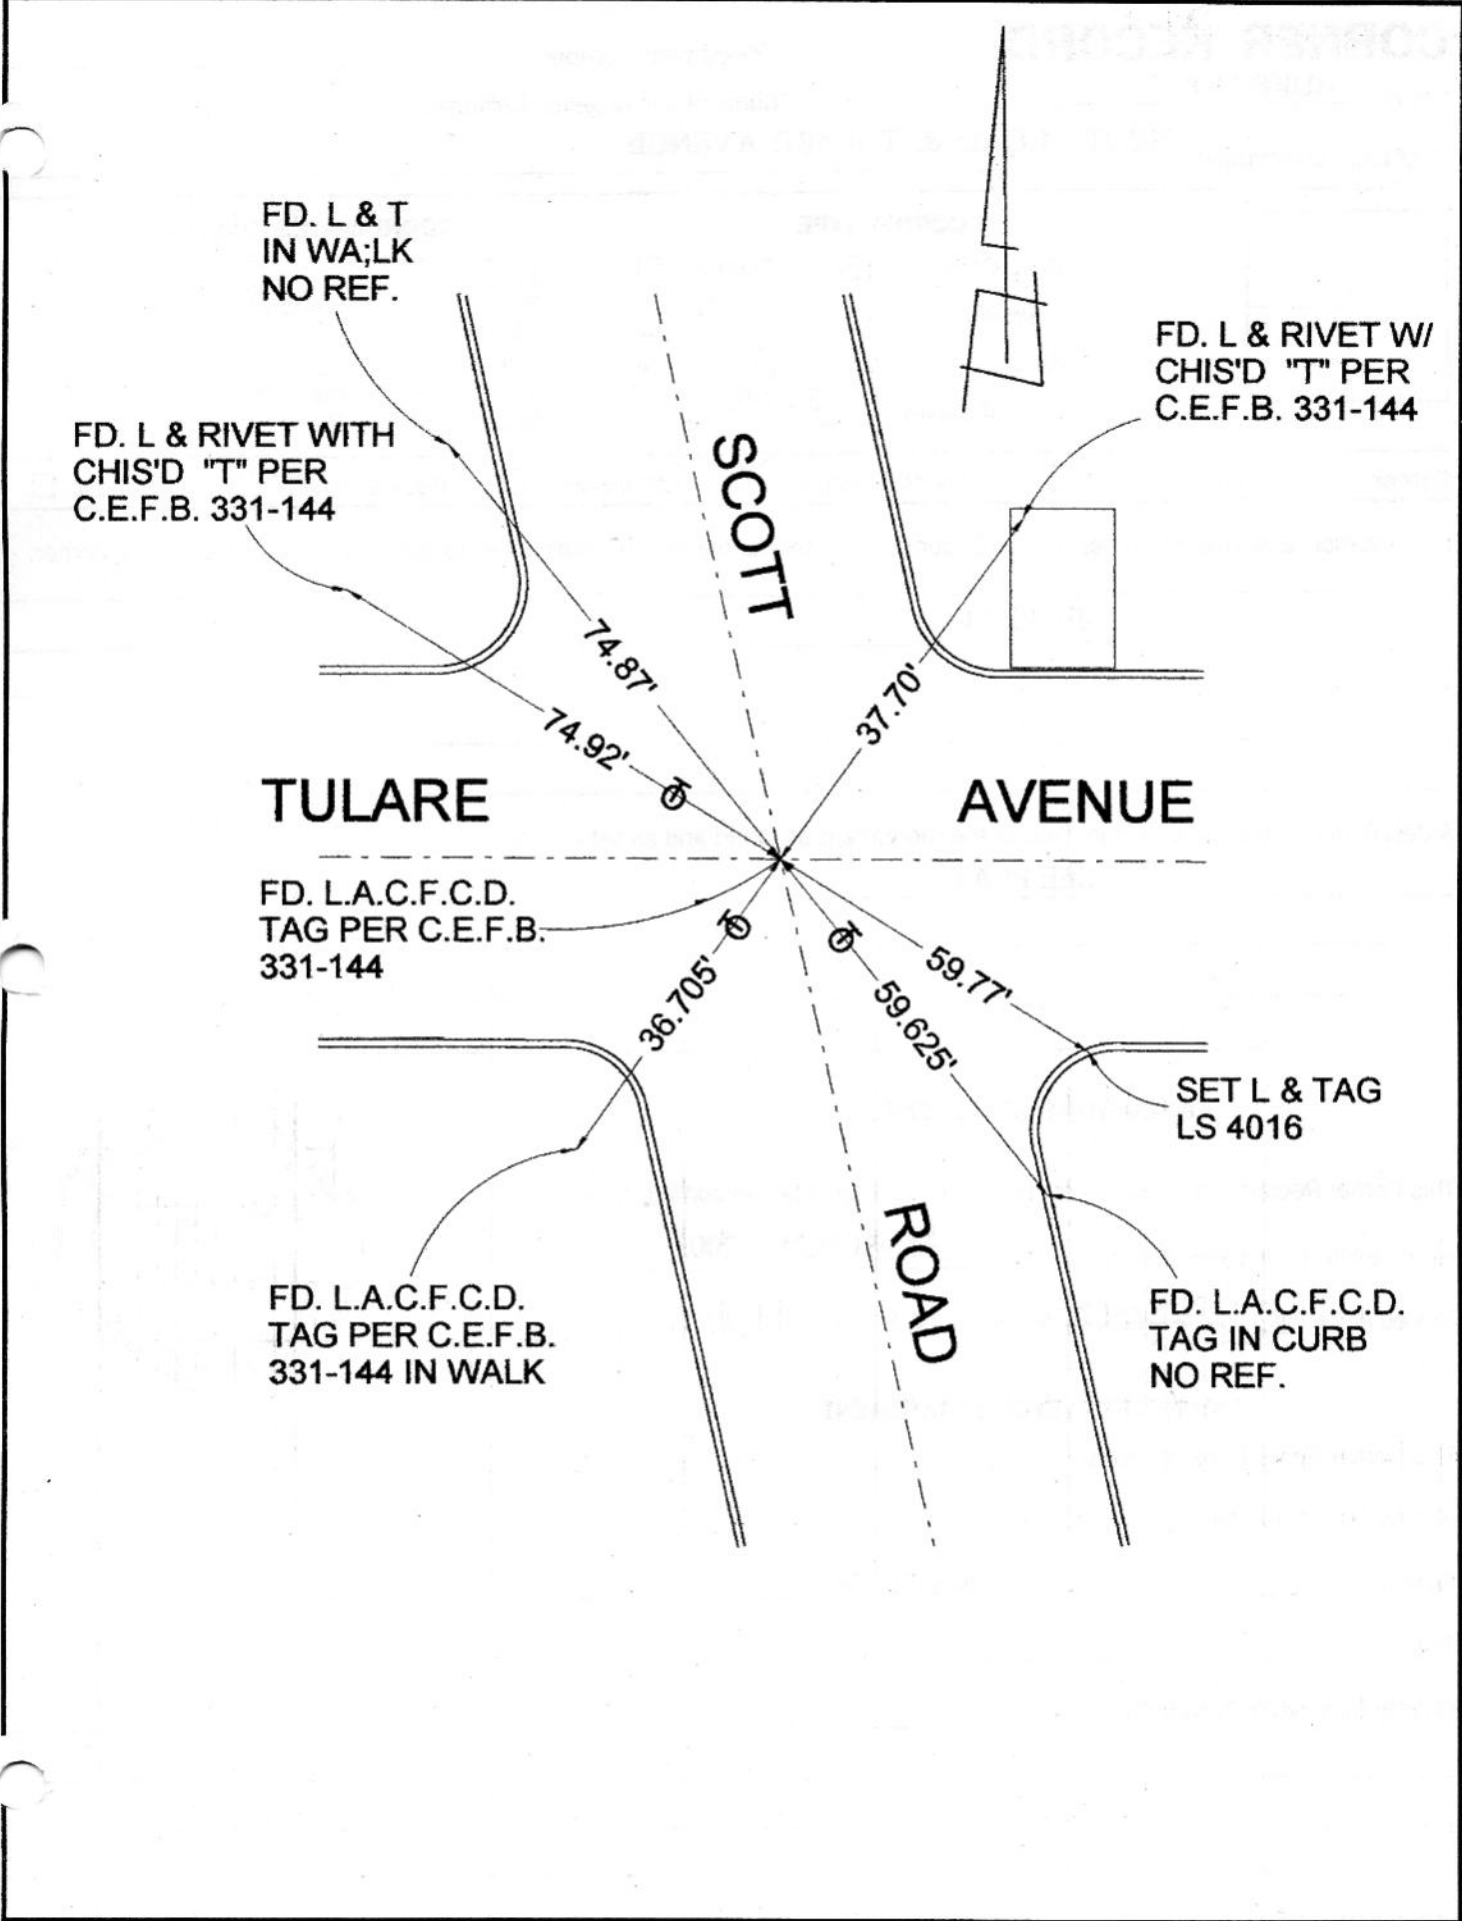 FD. L & T
IN WA;LK
NO REF.
FD. L & RIVET W/
CHIS'D "T" PER
C.E.F.B. 331-144
FD. L & RIVET WITH
CHIS'D "T" PER
C.E.F.B. 331-144
SCOTT
74.87'
37.70'
74.92'
TULARE
AVENUE
FD. L.A.C.F.C.D.
TAG PER C.E.F.B.
331-144
59.77'
36.705'
59.625'
SET L & TAG
LS 4016
ROAD
FD. L.A.C.F.C.D.
TAG PER C.E.F.B.
331-144 IN WALK
FD. L.A.C.F.C.D.
TAG IN CURB
NO REF.